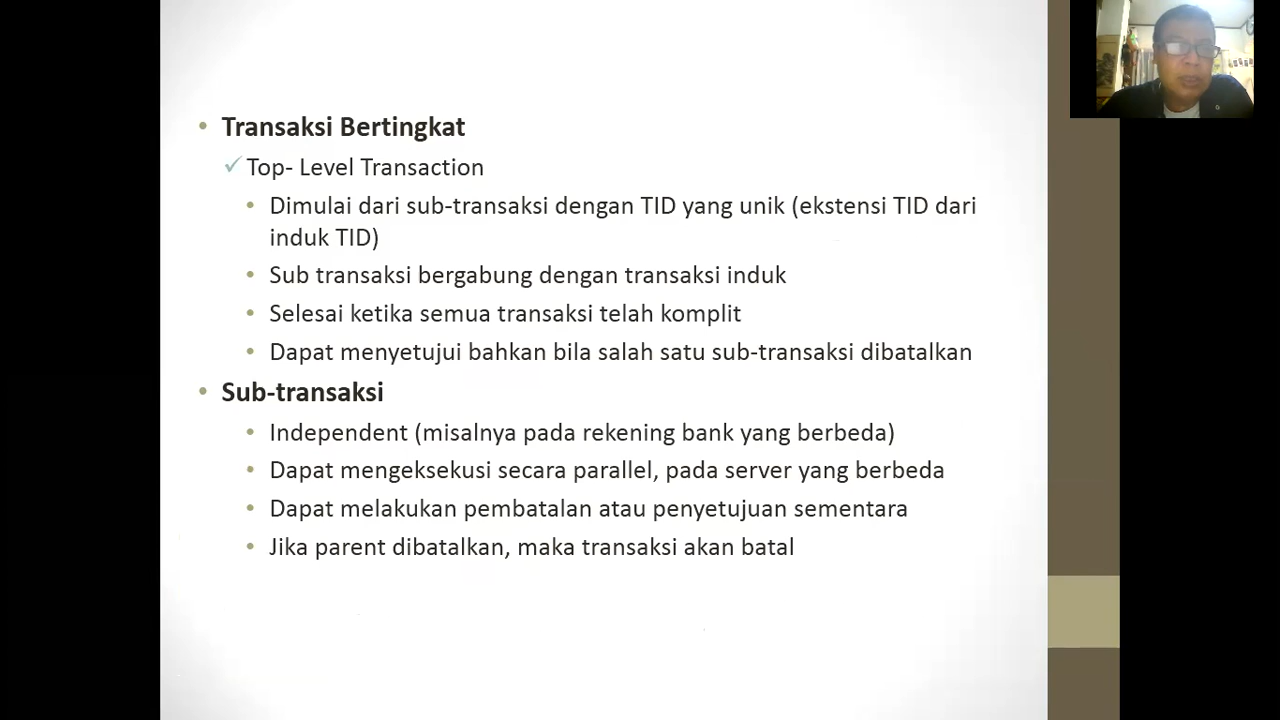 Transaksi Bertingkat
Top- Level Transaction
Dimulai dari sub-transaksi dengan TID yang unik (ekstensi TID dari
induk TID)
Sub transaksi bergabung dengan transaksi induk
Selesai ketika semua transaksi telah komplit
Dapat menyetujui bahkan bila salah satu sub-transaksi dibatalkan
Sub-transaksi
Independent (misalnya pada rekening bank yang berbeda)
Dapat mengeksekusi secara parallel, pada server yang berbeda
Dapat melakukan pembatalan atau penyetujuan sementara
Jika parent dibatalkan, maka transaksi akan batal